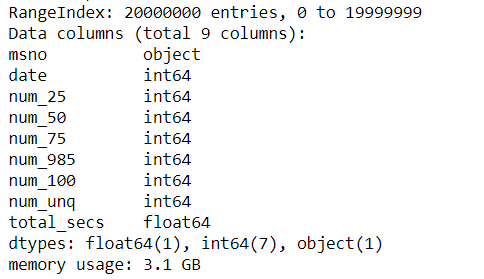 RangeIndex: 20000000 entries, 0 to 19999999
Data columns (total 9 columns):
msno          object
date          int64
num_25        int64
num_50        int64
num_75        int64
num_985       int64
num_100       int64
num_unq       int64
total_secs    float64
dtypes: float64(1), int64(7), object(1)
memory usage: 3.1 GB